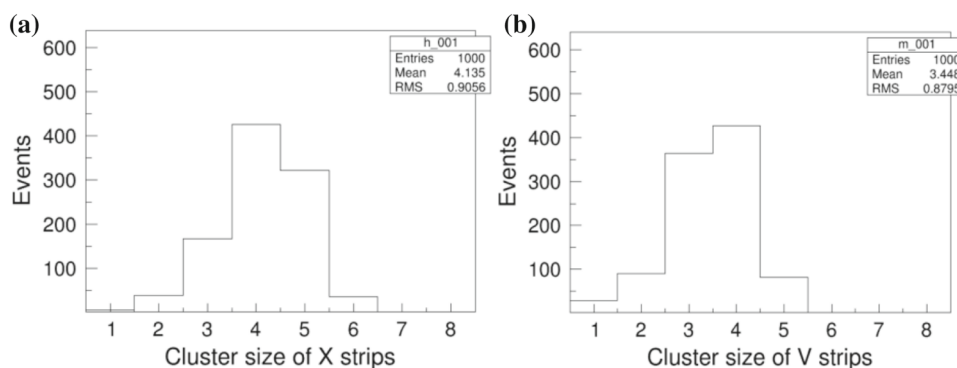 (a)
h_001
Entries 1000
Mean 4.135
RMS 0.9056
600
500
400
300
200
100
Events
1 2 3 4 5 6 7 8
Cluster size of X strips
(b)
m_001
Entries 1000
Mean 3.448
RMS 0.8795
600
500
400
300
200
100
Events
1 2 3 4 5 6 7 8
Cluster size of V strips